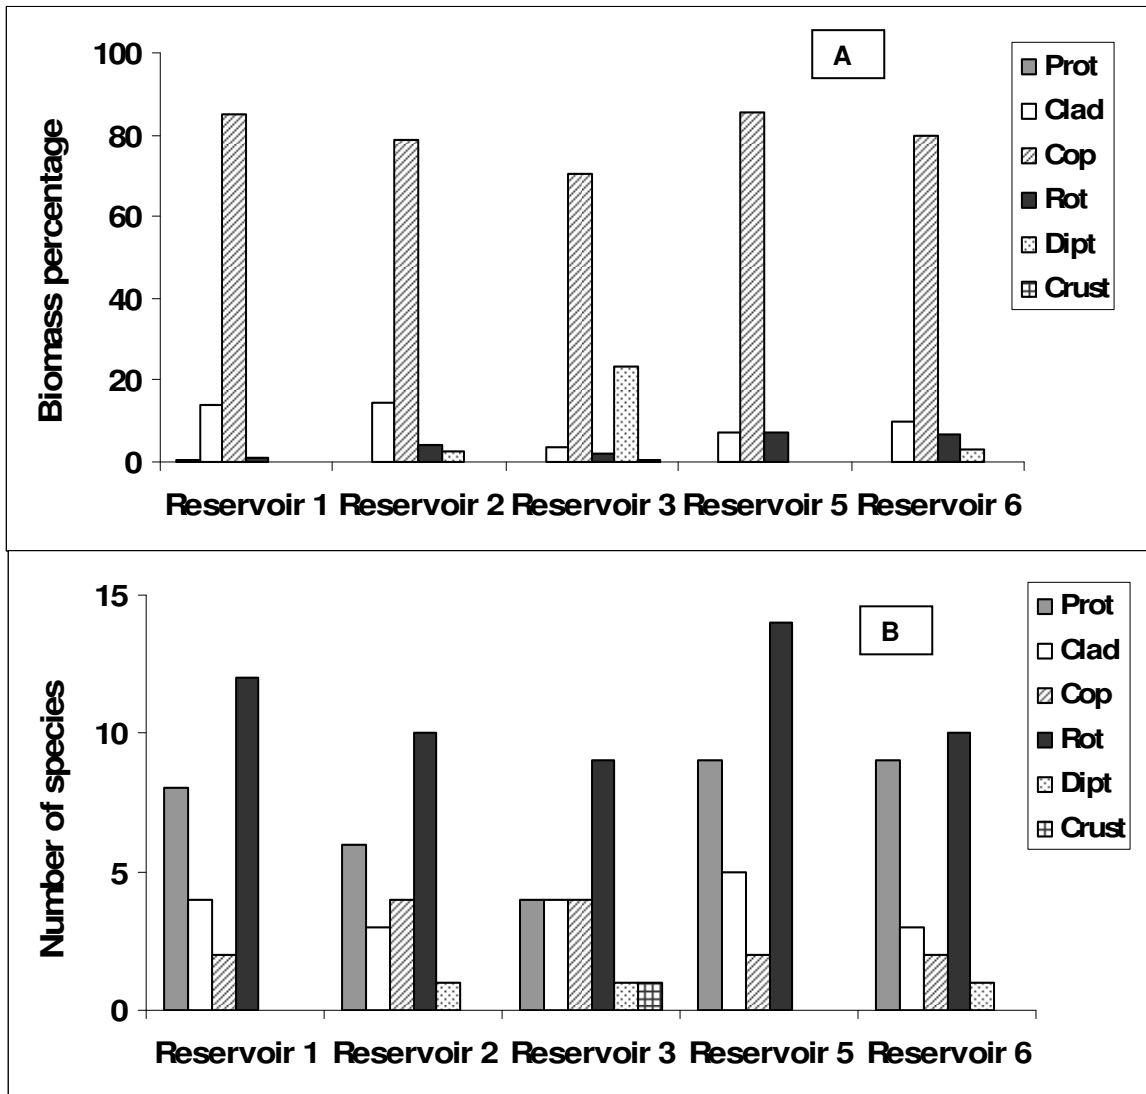 A
Biomass percentage
100
80
60
40
20
0
Reservoir 1 Reservoir 2 Reservoir 3 Reservoir 5 Reservoir 6
Prot
Clad
Cop
Rot
Dipt
Crust
B
Number of species
15
10
5
0
Reservoir 1 Reservoir 2 Reservoir 3 Reservoir 5 Reservoir 6
Prot
Clad
Cop
Rot
Dipt
Crust